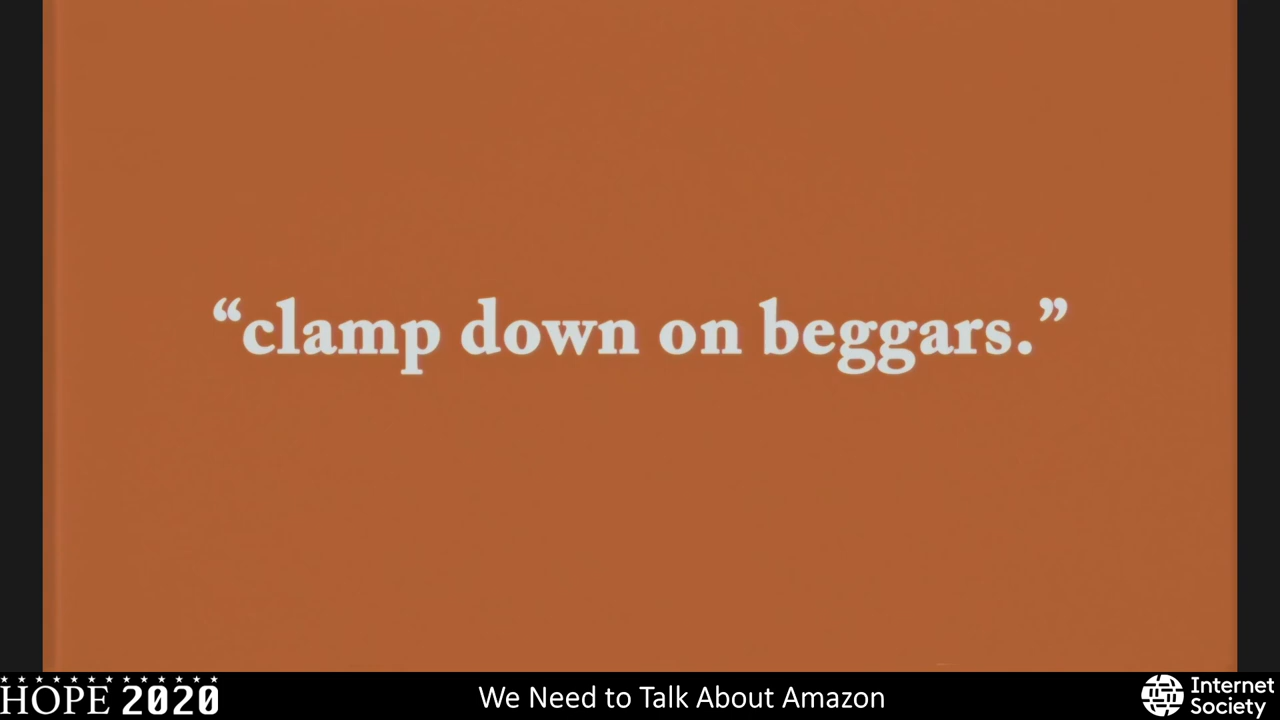 “clamp down on beggars.”
HOPE 2020
We Need to Talk About Amazon
Internet
Society